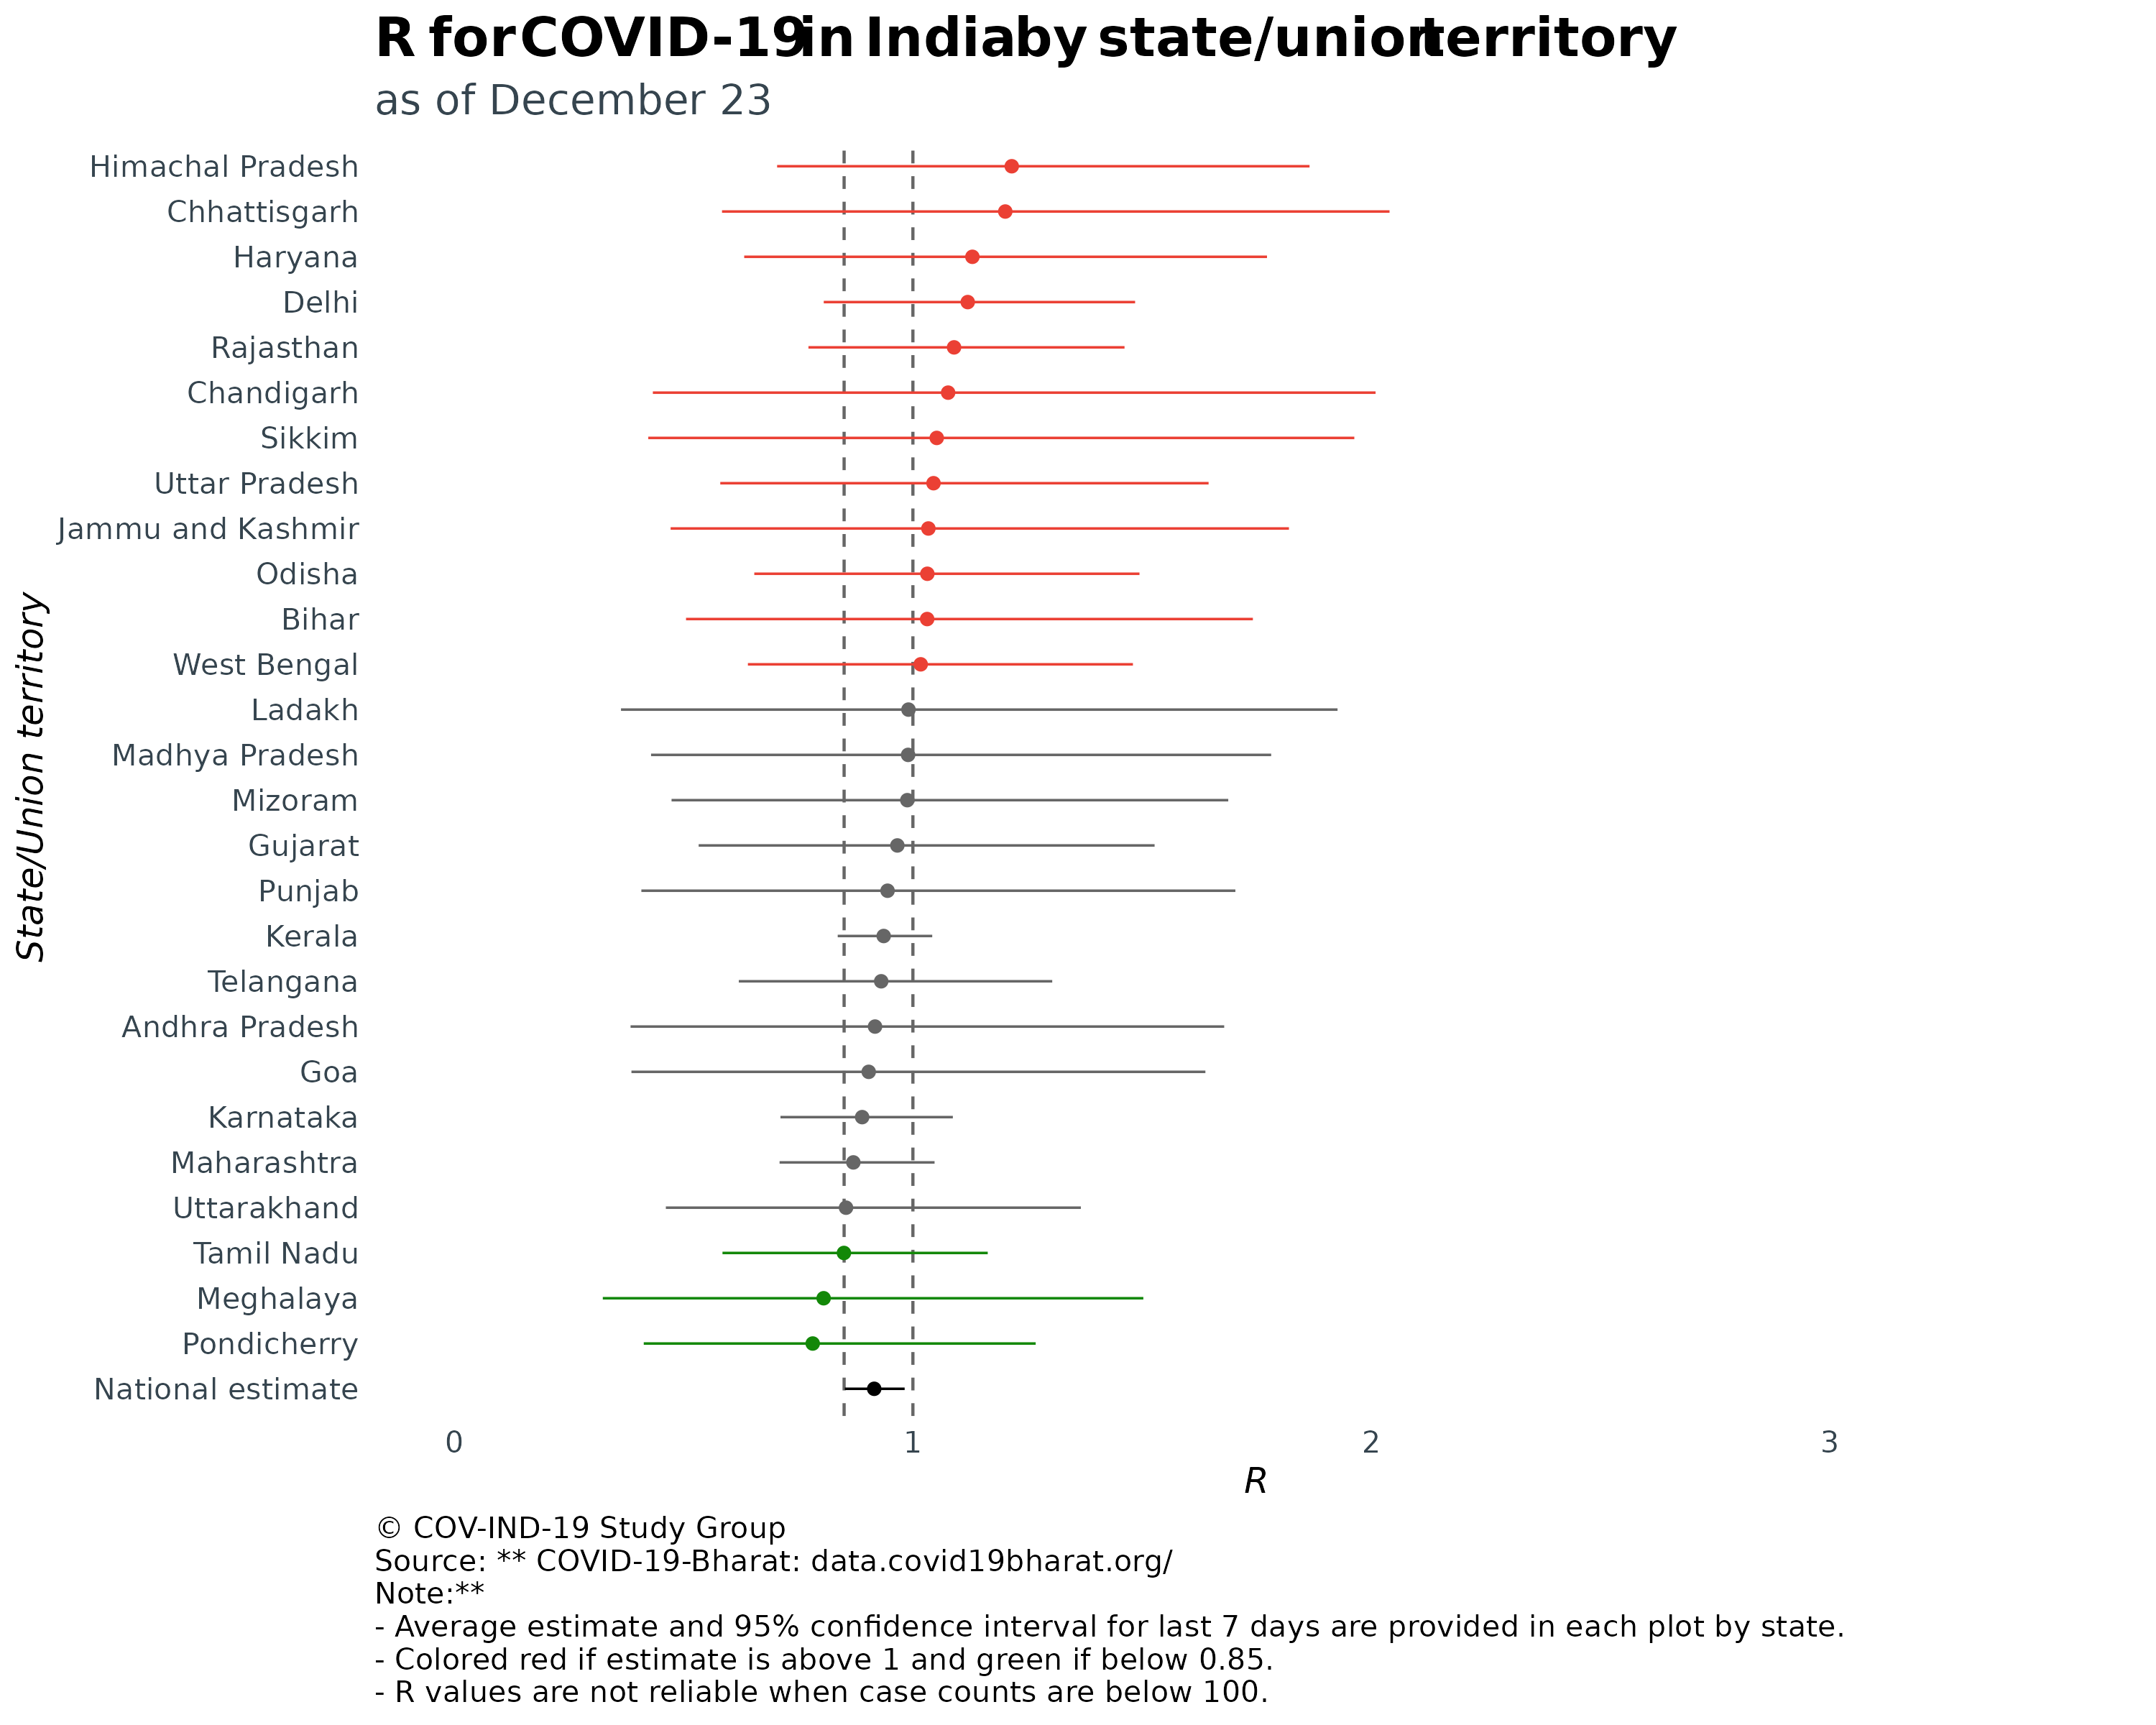 R for COVID-19 in India by state/union territory
as of December 23
Himachal Pradesh
Chhattisgarh
Haryana
Delhi
Rajasthan
Chandigarh
Sikkim
Uttar Pradesh
Jammu and Kashmir
Odisha
Bihar
West Bengal
Ladakh
Madhya Pradesh
Mizoram
Gujarat
Punjab
Kerala
Telangana
Andhra Pradesh
Goa
Karnataka
Maharashtra
Uttarakhand
Tamil Nadu
Meghalaya
Pondicherry
National estimate
State/Union territory
0 1 2 3
R
© COV-IND-19 Study Group
Source: ** COVID-19-Bharat: data.covid19bharat.org/
Note:**
- Average estimate and 95% confidence interval for last 7 days are provided in each plot by state.
- Colored red if estimate is above 1 and green if below 0.85.
- R values are not reliable when case counts are below 100.